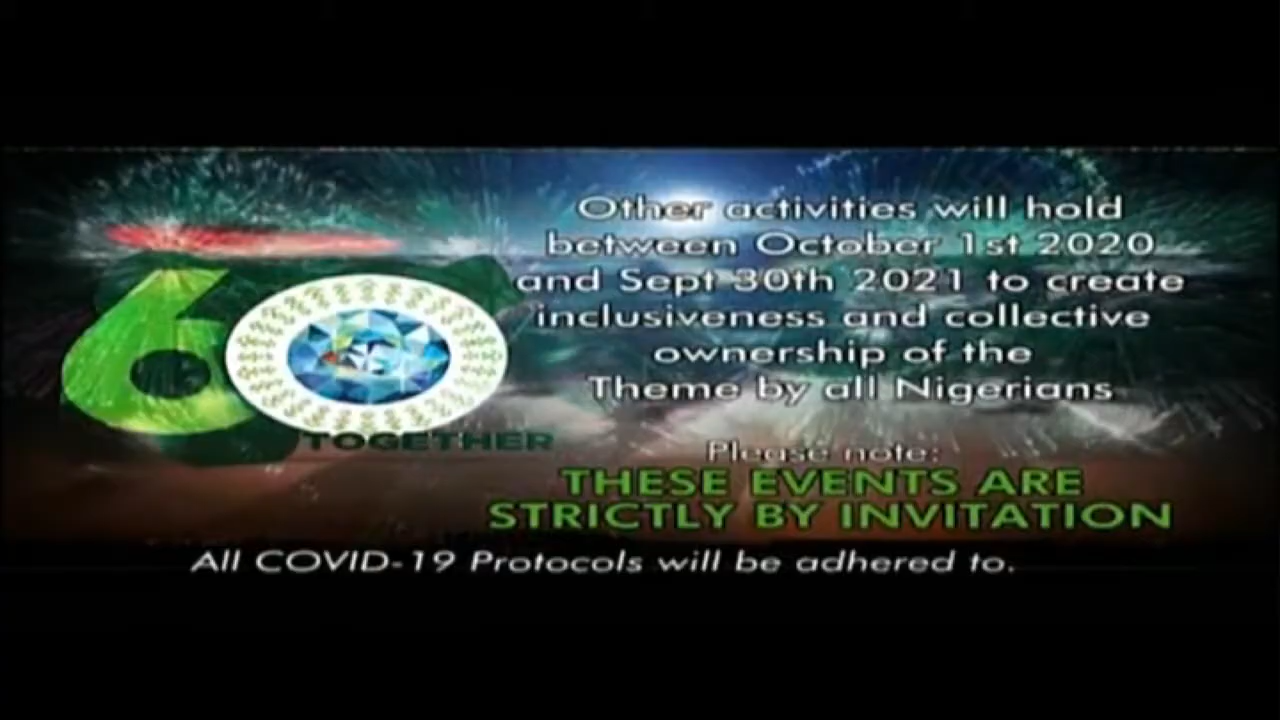 Other activities will hold
between October 1st 2020
and Sept 30th 2021 to create
inclusiveness and collective
ownership of the
Theme by all Nigerians
60
TOGETHER
Please note:
THESE EVENTS ARE
STRICTLY BY INVITATION
All COVID-19 Protocols will be adhered to.